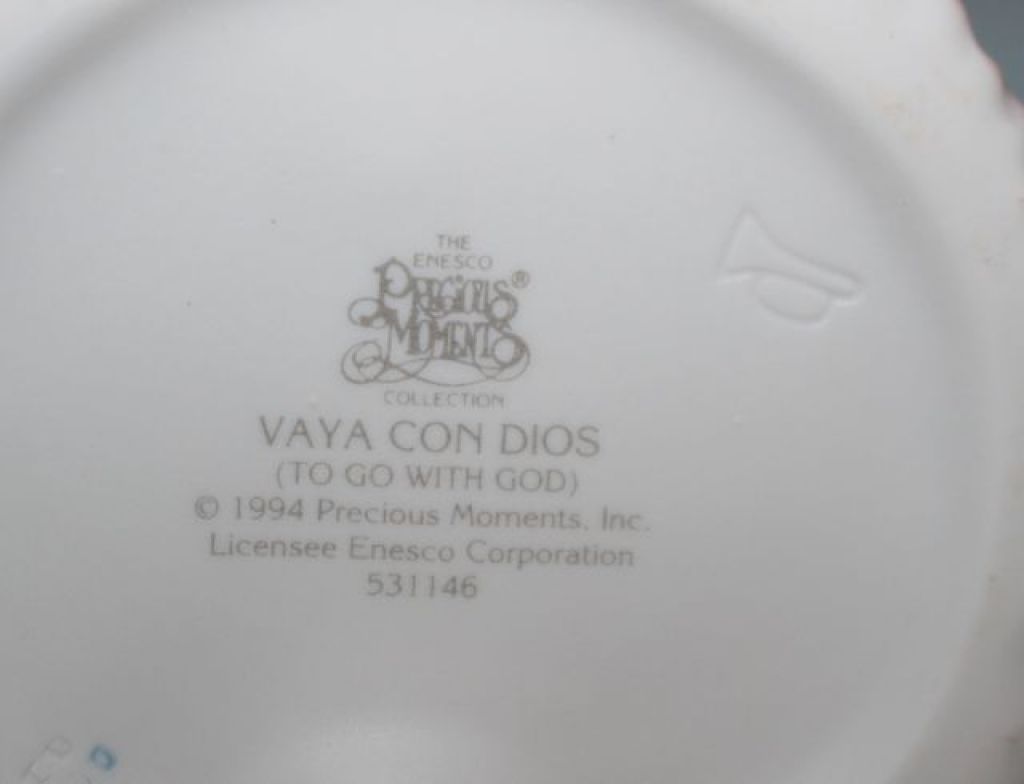 THE
ENESCO
PRECIOUS®
MOMENTS
COLLECTION
VAYA CON DIOS
(TO GO WITH GOD)
© 1994 Precious Moments, Inc.
Licensee Enesco Corporation
531146